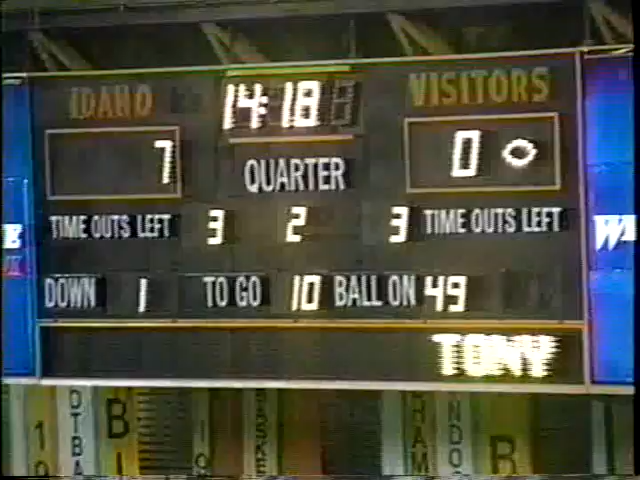 IDAHO 14:18 VISITORS
7 0
QUARTER
TIME OUTS LEFT 3 2 3 TIME OUTS LEFT
DOWN 1 TO GO 10 BALL ON 49
TONY
B